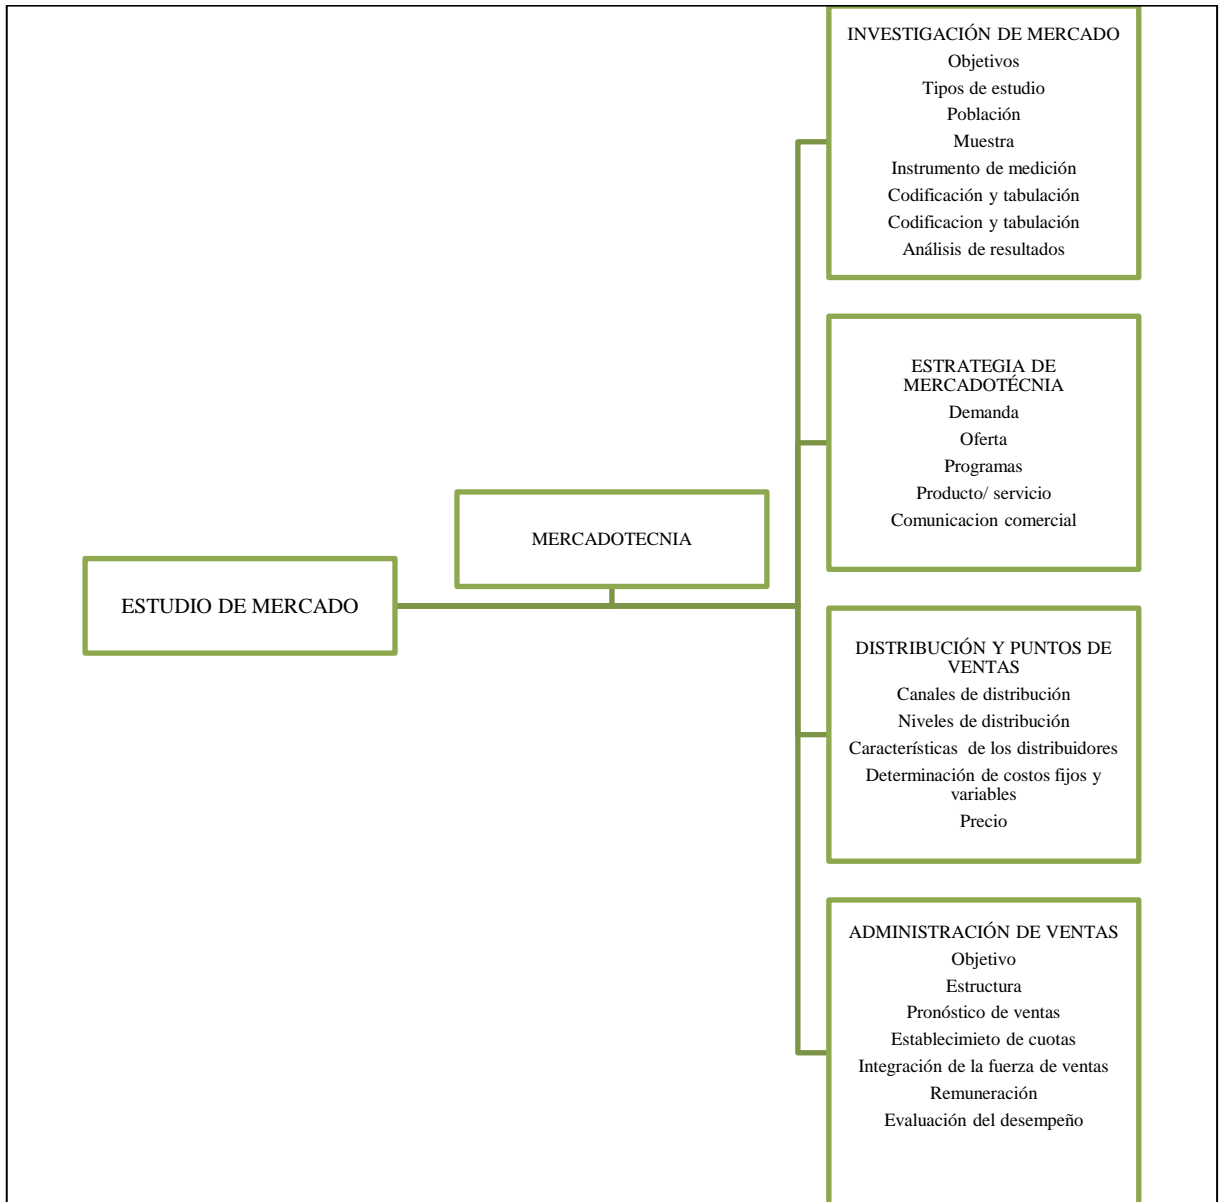 ESTUDIO DE MERCADO
MERCADOTECNIA
INVESTIGACIÓN DE MERCADO
Objetivos
Tipos de estudio
Población
Muestra
Instrumento de medición
Codificación y tabulación
Codificacion y tabulación
Análisis de resultados
ESTRATEGIA DE
MERCADOTÉCNIA
Demanda
Oferta
Programas
Producto/ servicio
Comunicacion comercial
DISTRIBUCIÓN Y PUNTOS DE
VENTAS
Canales de distribución
Niveles de distribución
Cararterísticas de los distribuidores
Determinación de costos fijos y
variables
Precio
ADMINISTRACIÓN DE VENTAS
Objetivo
Estructura
Pronóstico de ventas
Establecimieto de cuotas
Integración de la fuerza de ventas
Remuneración
Evaluación del desempeño